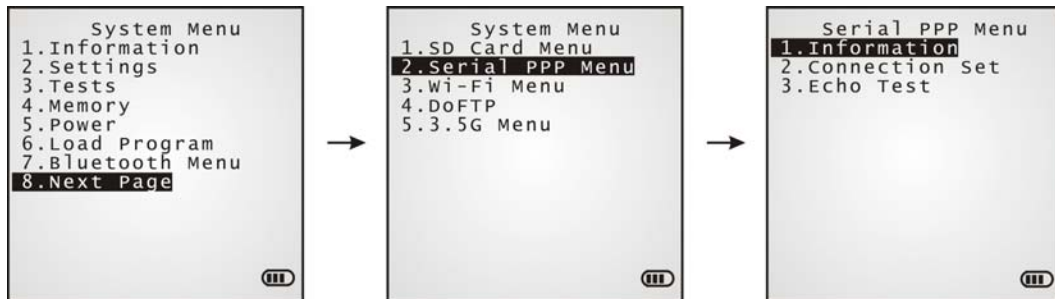 System Menu
1.Information
2.Settings
3.Tests
4.Memory
5.Power
6.Load Program
7.Bluetooth Menu
8.Next Page
System Menu
1.SD Card Menu
2.Serial PPP Menu
3.Wi-Fi Menu
4.DoFTP
5.3.5G Menu
Serial PPP Menu
1.Information
2.Connection Set
3.Echo Test